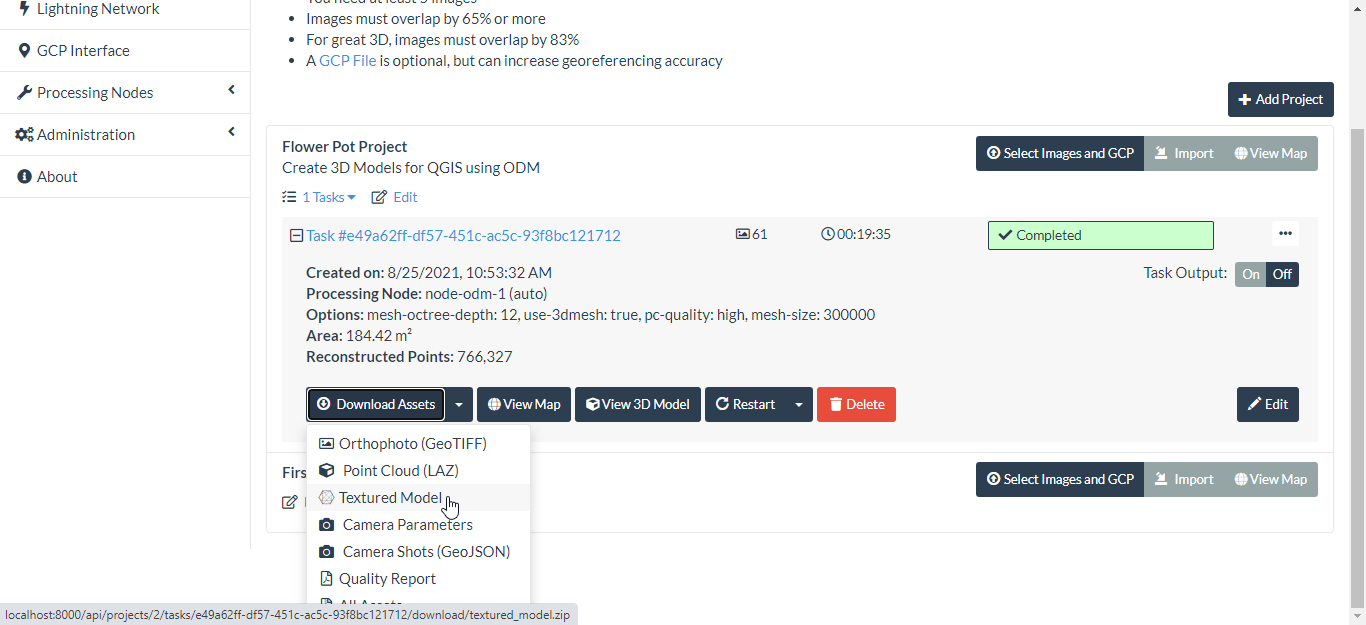 Lightning Network
GCP Interface
Processing Nodes
Administration
About
Images must overlap by 65% or more
For great 3D, images must overlap by 83%
A GCP File is optional, but can increase georeferencing accuracy
Add Project
Flower Pot Project
Create 3D Models for QGIS using ODM
Select Images and GCP Import View Map
1 Tasks Edit
Task #e49a62ff-df57-451c-ac5c-93f8bc121712 61 00:19:35 Completed
Created on: 8/25/2021, 10:53:32 AM
Task Output: On Off
Processing Node: node-odm-1 (auto)
Options: mesh-octree-depth: 12, use-3dmesh: true, pc-quality: high, mesh-size: 300000
Area: 184.42 m²
Reconstructed Points: 766,327
Download Assets View Map View 3D Model Restart Delete Edit
Orthophoto (GeoTIFF)
Point Cloud (LAZ)
Textured Model
Camera Parameters
Camera Shots (GeoJSON)
Quality Report
All Assets
Firs
Select Images and GCP Import View Map
localhost:8000/api/projects/2/tasks/e49a62ff-df57-451c-ac5c-93f8bc121712/download/textured_model.zip